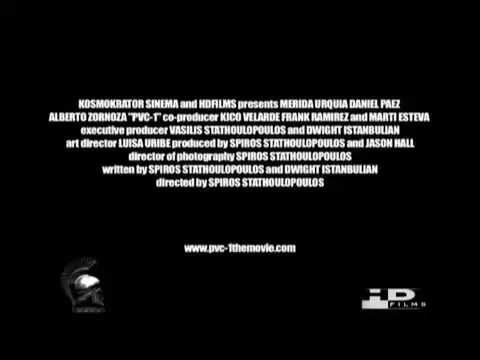 KOSMOKRATOR SINEMA and HDFILMS presents MERIDA URQUIA DANIEL PAEZ
ALBERTO ZORNOZA "PVC-1" co-producer KICO VELARDE FRANK RAMIREZ and MARTI ESTEVA
executive producer VASILIS STATHOULOPOULOS and DWIGHT ISTANBULIAN
art director LUISA URIBE produced by SPIROS STATHOULOPOULOS and JASON HALL
director of photography SPIROS STATHOULOPOULOS
written by SPIROS STATHOULOPOULOS and DWIGHT ISTANBULIAN
directed by SPIROS STATHOULOPOULOS
www.pvc-1themovie.com
HD
FILMS